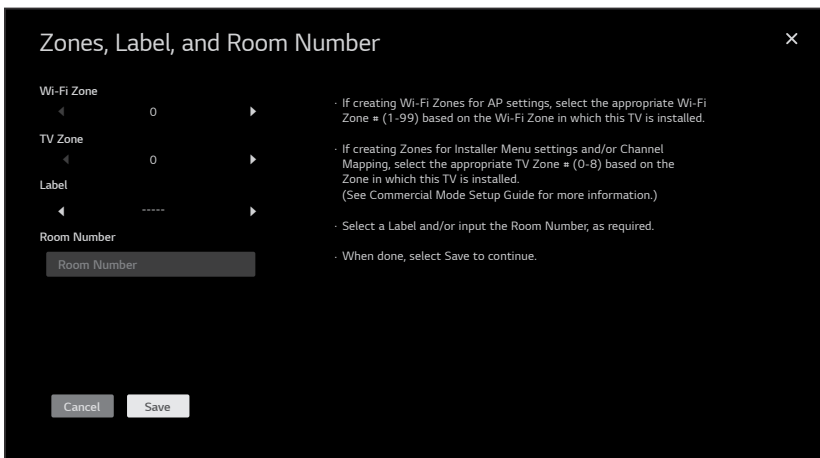 Zones, Label, and Room Number
Wi-Fi Zone
0
TV Zone
0
Label
-----
Room Number
Room Number
· If creating Wi-Fi Zones for AP settings, select the appropriate Wi-Fi
Zone # (1-99) based on the Wi-Fi Zone in which this TV is installed.
· If creating Zones for Installer Menu settings and/or Channel
Mapping, select the appropriate TV Zone # (0-8) based on the
Zone in which this TV is installed.
(See Commercial Mode Setup Guide for more information.)
· Select a Label and/or input the Room Number, as required.
· When done, select Save to continue.
Cancel
Save